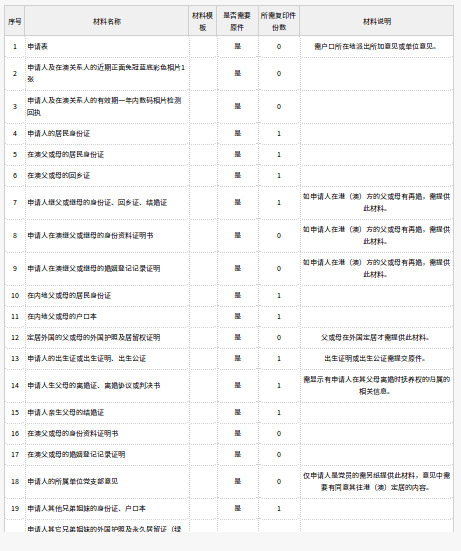 序号 材料名称 材料模板 是否需要原件 所需复印件份数 材料说明
1 申请表 是 0 需户口所在地派出所加意见或单位意见。
2 申请人及在澳关系人的近期正面免冠蓝底彩色相片1张 是 0
3 申请人及在澳关系人的有效期一年内数码相片检测回执 是 0
4 申请人的居民身份证 是 1
5 在澳父或母的居民身份证 是 1
6 在澳父或母的回乡证 是 1
7 申请人继父或继母的身份证、回乡证、结婚证 是 1 如申请人在港（澳）方的父或母有再婚，需提供此材料。
8 申请人在澳继父或继母的身份资料证明书 是 0 如申请人在港（澳）方的父或母有再婚，需提供此材料。
9 申请人在澳继父或继母的婚姻登记记录证明 是 0 如申请人在港（澳）方的父或母有再婚，需提供此材料。
10 在内地父或母的居民身份证 是 1
11 在内地父或母的户口本 是 1
12 定居外国的父或母的外国护照及居留权证明 是 0 父或母在外国定居才需提供此材料。
13 申请人的出生证或出生证明、出生公证 是 1 出生证明或出生公证需提交原件。
14 申请人生父母的离婚证、离婚协议或判决书 是 1 需显示有申请人在其父母离婚时抚养权的归属的相关信息。
15 申请人亲生父母的结婚证 是 1
16 在澳父或母的身份资料证明书 是 0
17 在澳父或母的婚姻登记记录证明 是 0
18 申请人的所属单位党支部意见 是 0 仅申请人是党员的需另纸提供此材料，意见中需要有同意其往港（澳）定居的内容。
19 申请人其他兄弟姐妹的身份证、户口本 是 1
申请人其它兄弟姐妹的外国护照及永久居留证（绿